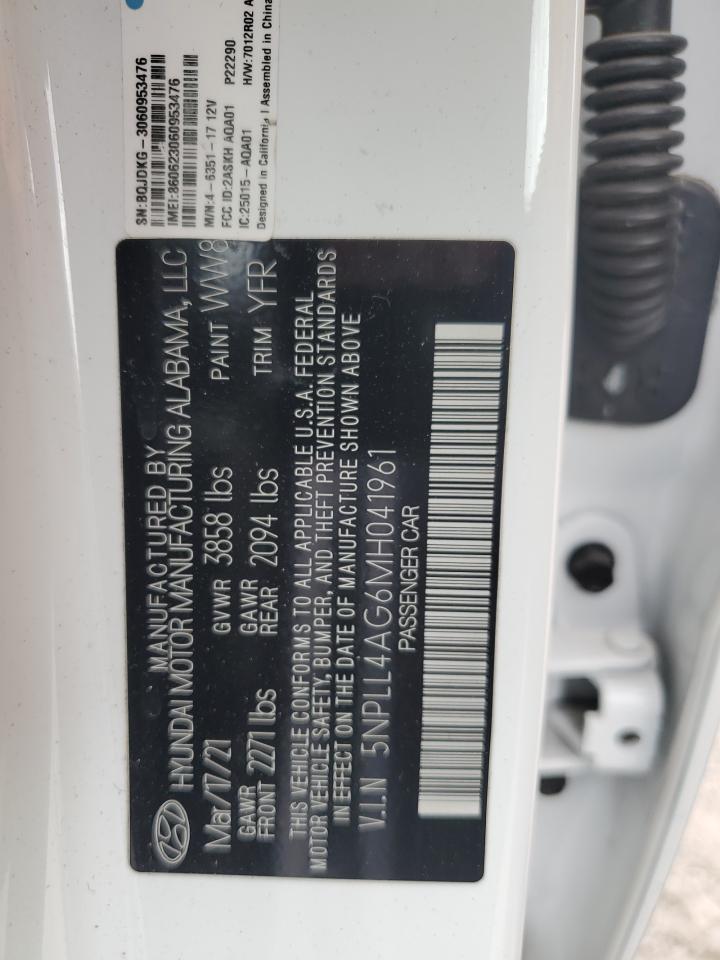 SN:BQJDKG-3060953476
IMEI:860623060953476
M/N:4-6351-17 12V P22290
FCC ID:2ASKH AQA01 H/W:7012R02
IC:25015-AQA01
Designed in California | Assembled in China
MANUFACTURED BY
HYUNDAI MOTOR MANUFACTURING ALABAMA, LLC
Mar/17/21 GVWR 3858 lbs PAINT WW8
GAWR FRONT 2271 lbs GAWR REAR 2094 lbs TRIM YFR
THIS VEHICLE CONFORMS TO ALL APPLICABLE U.S.A. FEDERAL
MOTOR VEHICLE SAFETY, BUMPER, AND THEFT PREVENTION STANDARDS
IN EFFECT ON THE DATE OF MANUFACTURE SHOWN ABOVE
V.I.N 5NPLL4AG6MH041961
PASSENGER CAR